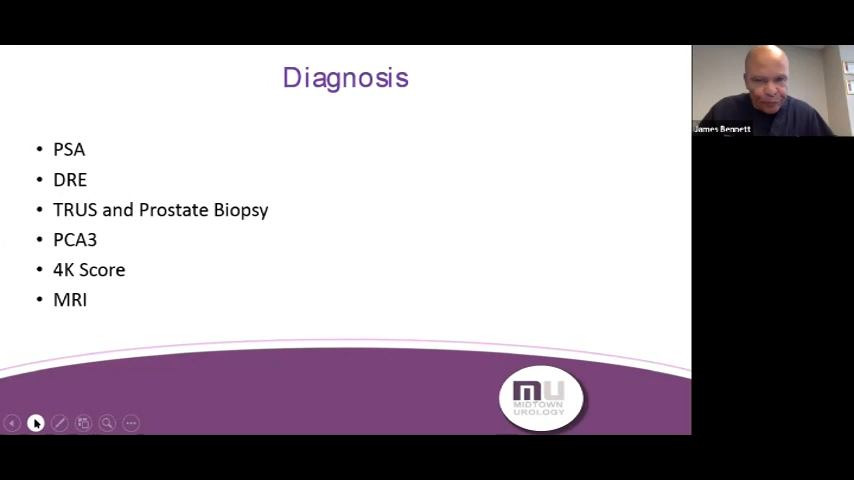 Diagnosis
• PSA
• DRE
• TRUS and Prostate Biopsy
• PCA3
• 4K Score
• MRI
mu
MIDTOWN
UROLOGY
James Bennett